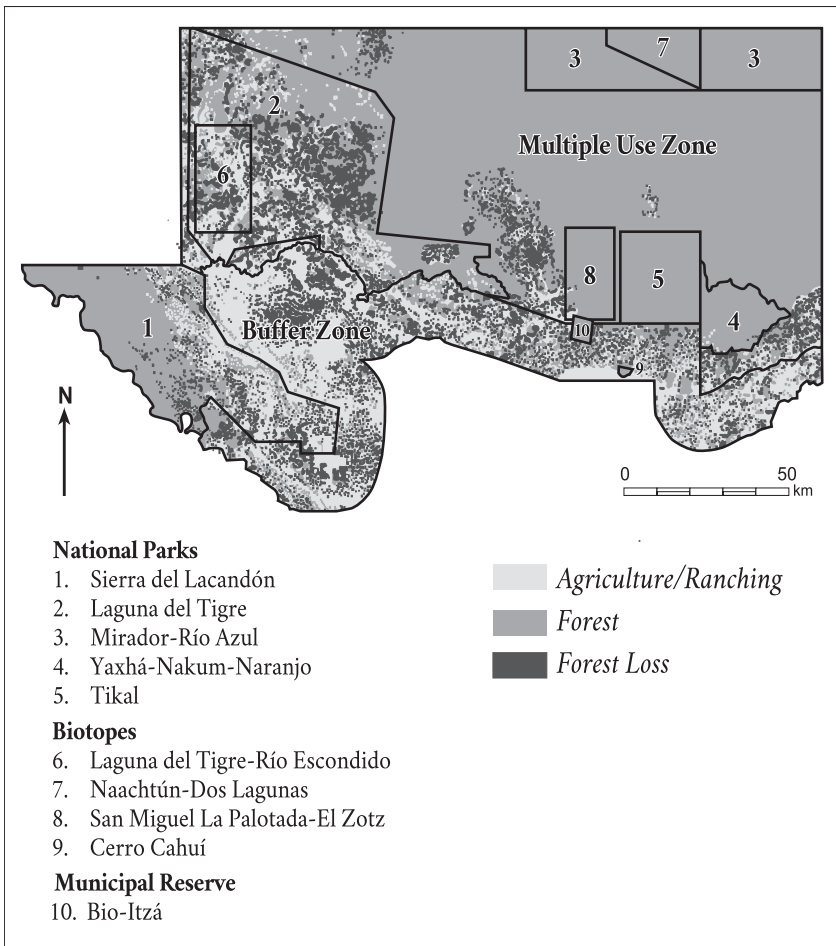 3
7
3
2
Multiple Use Zone
6
8
5
1
Buffer Zone
4
10
9
N
0 50
km
National Parks
1. Sierra del Lacandón
2. Laguna del Tigre
3. Mirador-Río Azul
4. Yaxhá-Nakum-Naranjo
5. Tikal
Biotopes
6. Laguna del Tigre-Río Escondido
7. Naachtún-Dos Lagunas
8. San Miguel La Palotada-El Zotz
9. Cerro Cahuí
Municipal Reserve
10. Bio-Itzá
Agriculture/Ranching
Forest
Forest Loss